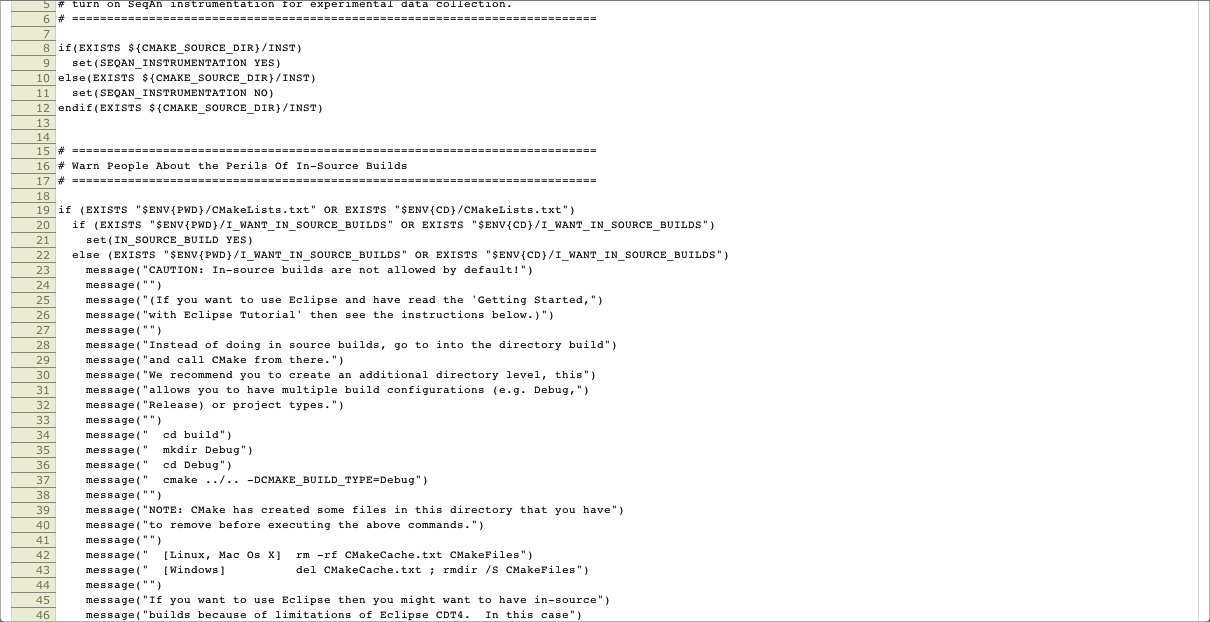 5 # turn on SeqAn instrumentation for experimental data collection.
6 # ===========================================================================
7
8 if(EXISTS ${CMAKE_SOURCE_DIR}/INST)
9   set(SEQAN_INSTRUMENTATION YES)
10 else(EXISTS ${CMAKE_SOURCE_DIR}/INST)
11   set(SEQAN_INSTRUMENTATION NO)
12 endif(EXISTS ${CMAKE_SOURCE_DIR}/INST)
13
14
15 # ===========================================================================
16 # Warn People About the Perils Of In-Source Builds
17 # ===========================================================================
18
19 if (EXISTS "$ENV{PWD}/CMakeLists.txt" OR EXISTS "$ENV{CD}/CMakeLists.txt")
20   if (EXISTS "$ENV{PWD}/I_WANT_IN_SOURCE_BUILDS" OR EXISTS "$ENV{CD}/I_WANT_IN_SOURCE_BUILDS")
21     set(IN_SOURCE_BUILD YES)
22   else (EXISTS "$ENV{PWD}/I_WANT_IN_SOURCE_BUILDS" OR EXISTS "$ENV{CD}/I_WANT_IN_SOURCE_BUILDS")
23     message("CAUTION: In-source builds are not allowed by default!")
24     message("")
25     message("(If you want to use Eclipse and have read the 'Getting Started,")
26     message("with Eclipse Tutorial' then see the instructions below.)")
27     message("")
28     message("Instead of doing in source builds, go to into the directory build")
29     message("and call CMake from there.")
30     message("We recommend you to create an additional directory level, this")
31     message("allows you to have multiple build configurations (e.g. Debug,")
32     message("Release) or project types.")
33     message("")
34     message("  cd build")
35     message("  mkdir Debug")
36     message("  cd Debug")
37     message("  cmake ../.. -DCMAKE_BUILD_TYPE=Debug")
38     message("")
39     message("NOTE: CMake has created some files in this directory that you have")
40     message("to remove before executing the above commands.")
41     message("")
42     message("  [Linux, Mac Os X]  rm -rf CMakeCache.txt CMakeFiles")
43     message("  [Windows]          del CMakeCache.txt ; rmdir /S CMakeFiles")
44     message("")
45     message("If you want to use Eclipse then you might want to have in-source")
46     message("builds because of limitations of Eclipse CDT4.  In this case")